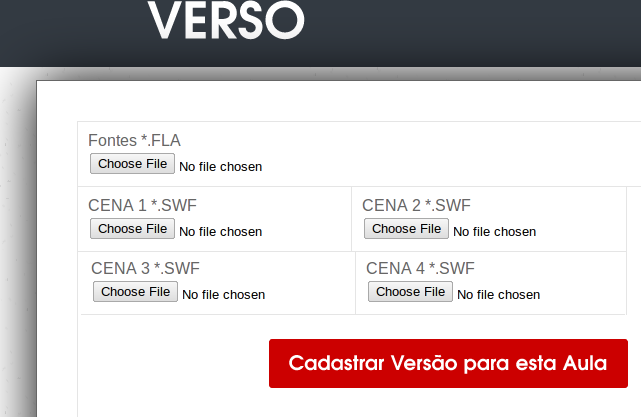 VERSO
Fontes *.FLA
Choose File No file chosen
CENA 1 *.SWF
Choose File No file chosen
CENA 2 *.SWF
Choose File No file chosen
CENA 3 *.SWF
Choose File No file chosen
CENA 4 *.SWF
Choose File No file chosen
Cadastrar Versão para esta Aula